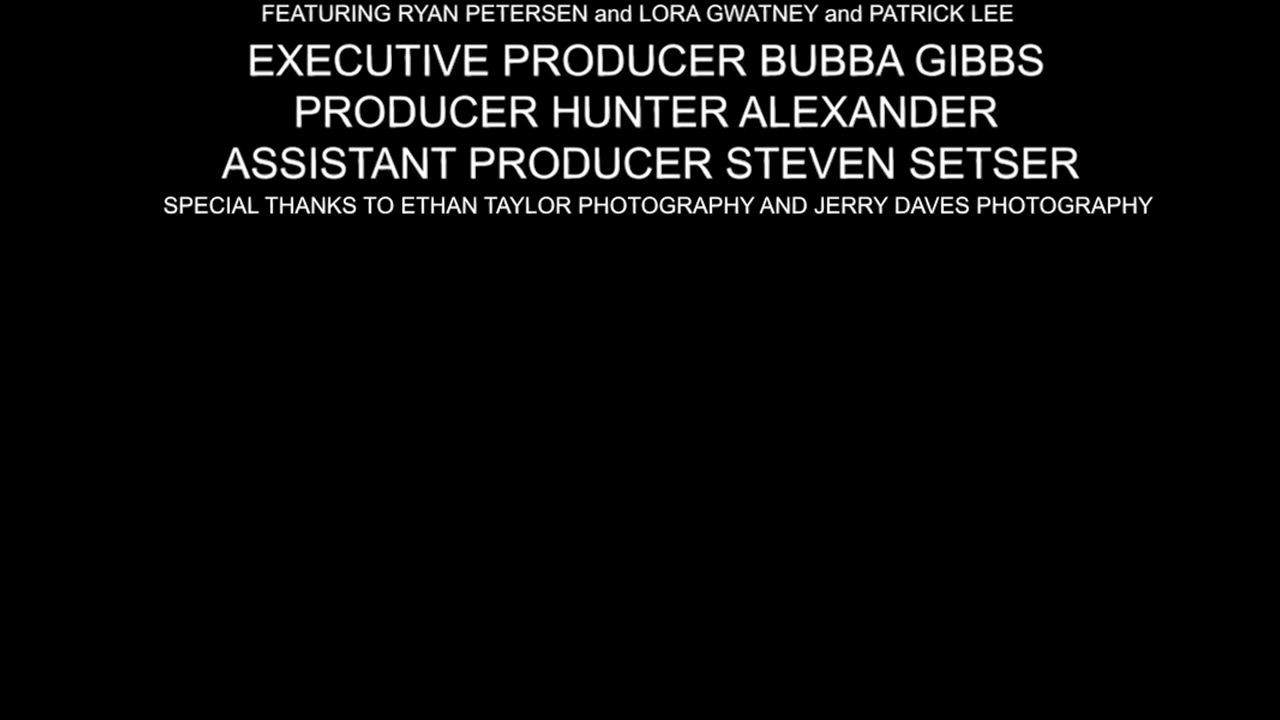 FEATURING RYAN PETERSEN and LORA GWATNEY and PATRICK LEE
EXECUTIVE PRODUCER BUBBA GIBBS
PRODUCER HUNTER ALEXANDER
ASSISTANT PRODUCER STEVEN SETSER
SPECIAL THANKS TO ETHAN TAYLOR PHOTOGRAPHY AND JERRY DAVES PHOTOGRAPHY